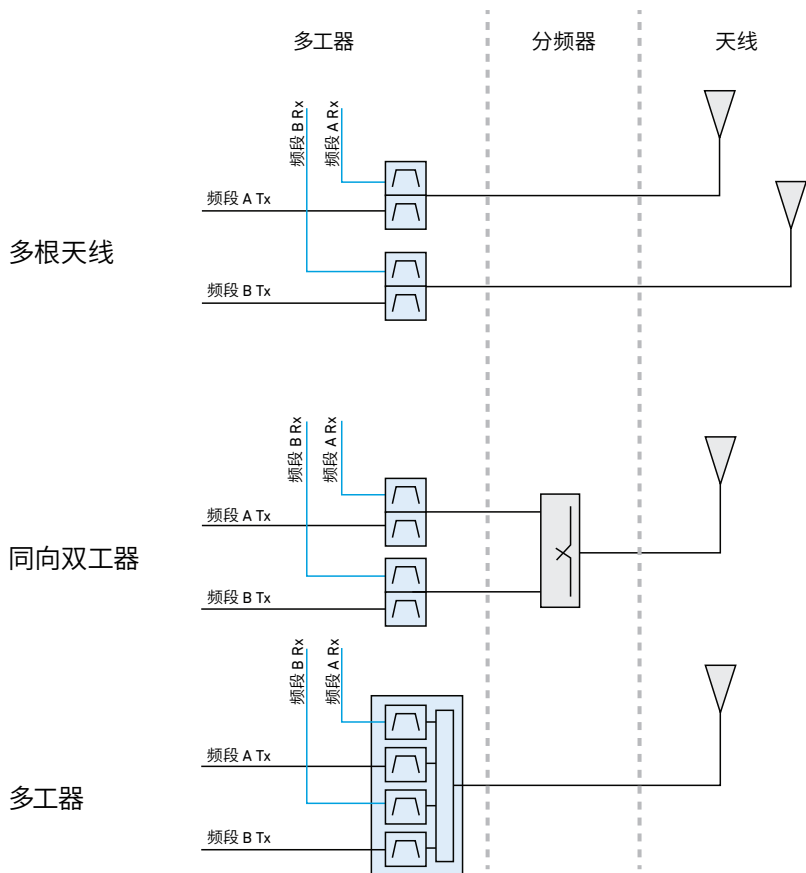 多工器
分频器
天线
频段 B Rx
频段 A Rx
频段 A Tx
多根天线
频段 B Tx
频段 B Rx
频段 A Rx
频段 A Tx
同向双工器
频段 B Tx
频段 B Rx
频段 A Rx
频段 A Tx
多工器
频段 B Tx